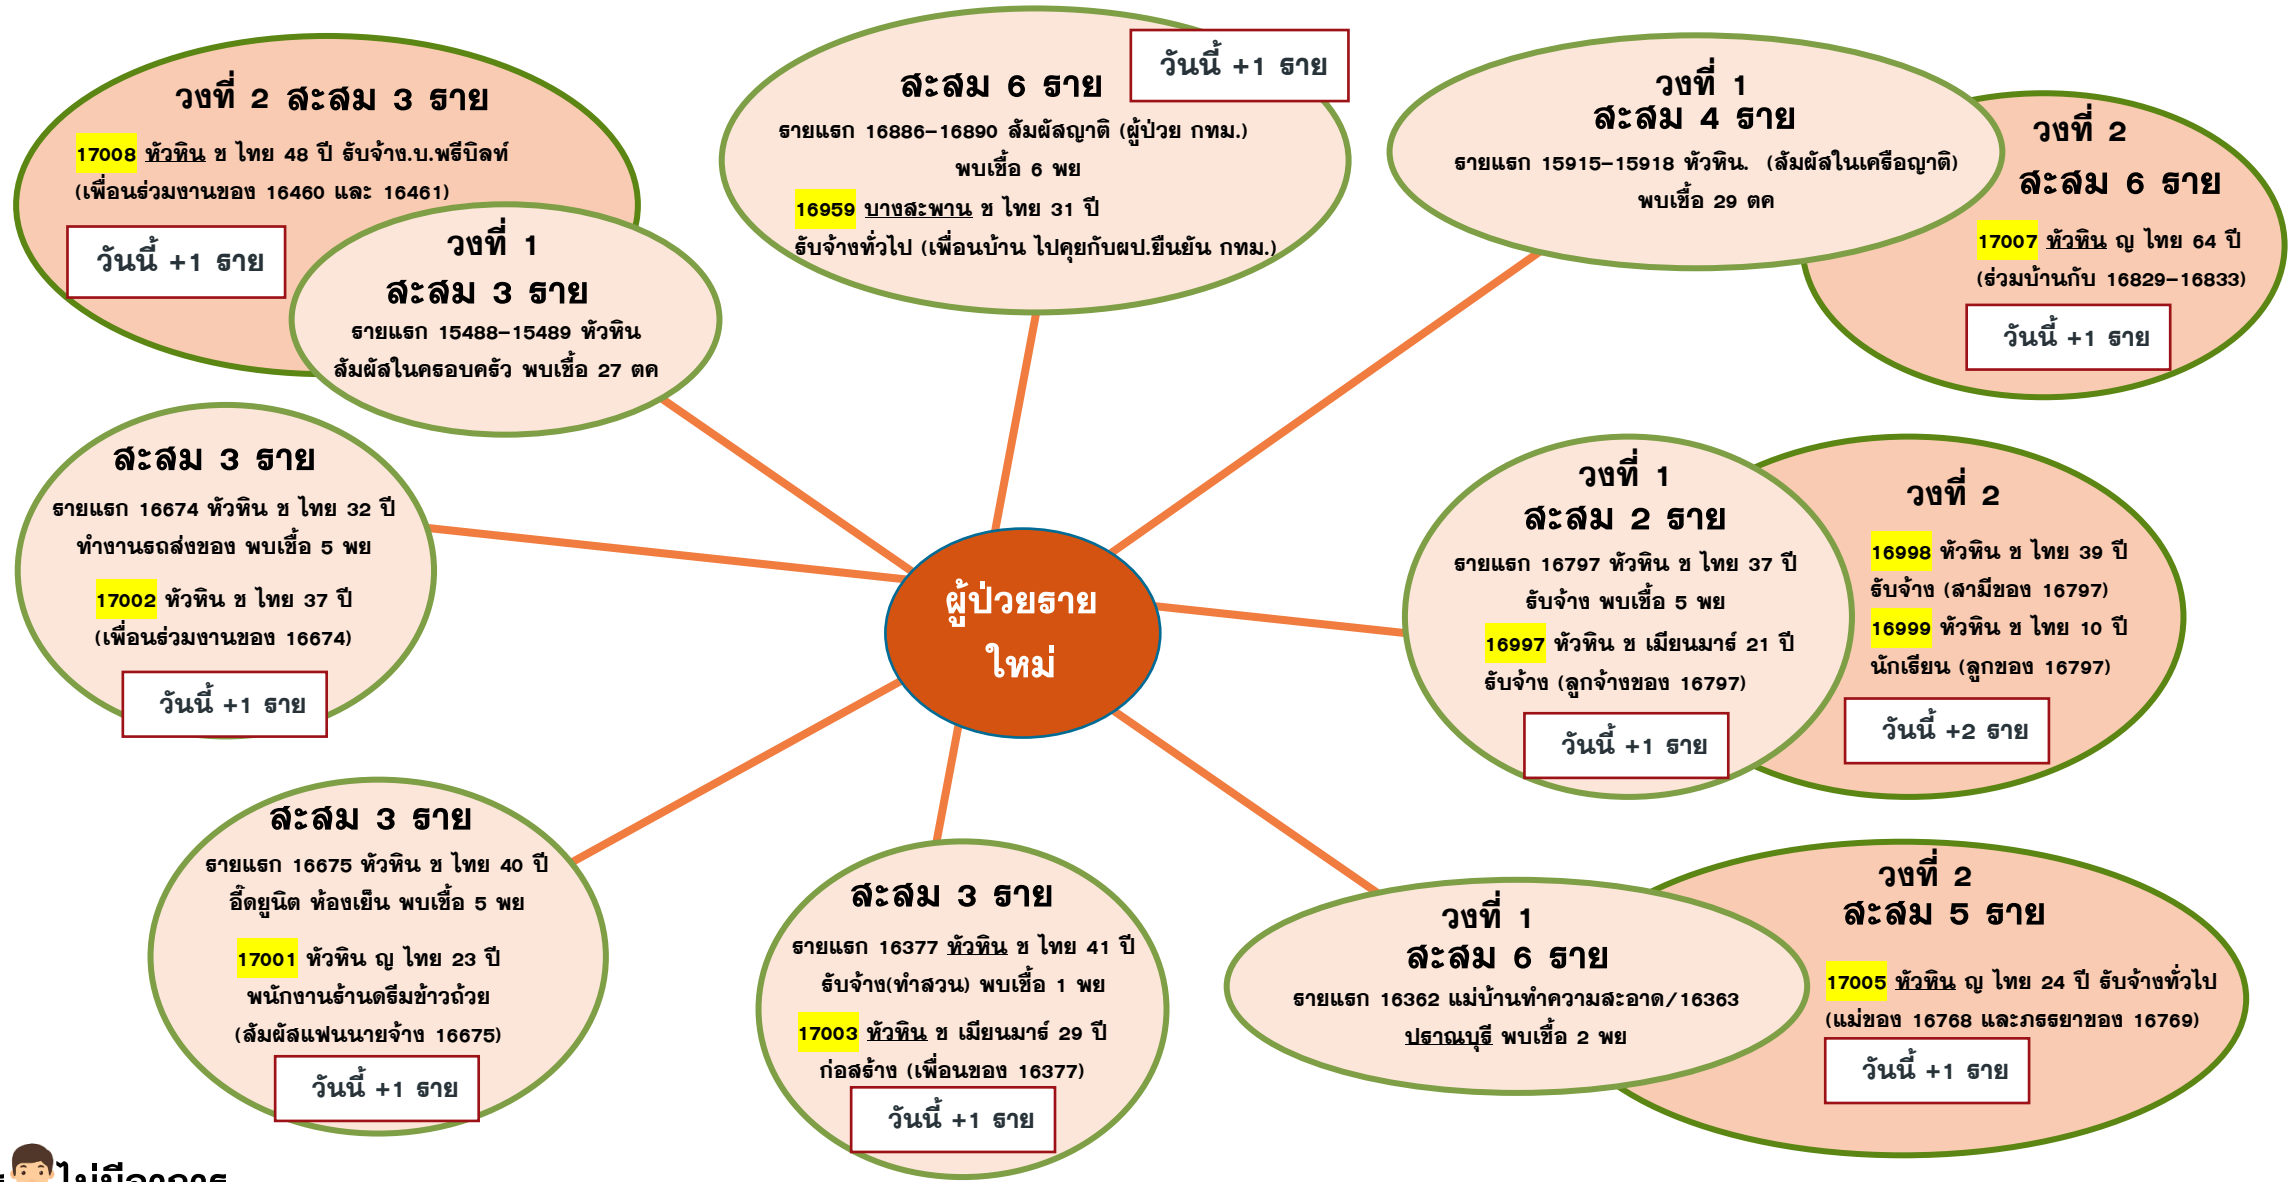 วงที่ 2 สะสม 3 ราย
17008 หัวหิน ช ไทย 48 ปี รับจ้าง.บ.พรีบิลท์
(เพื่อนร่วมงานของ 16460 และ 16461)
วันนี้ +1 ราย
วงที่ 1
สะสม 3 ราย
รายแรก 15488-15489 หัวหิน
สัมผัสในครอบครัว พบเชื้อ 27 ตค
วันนี้ +1 ราย
สะสม 6 ราย
รายแรก 16886-16890 สัมผัสญาติ (ผู้ป่วย กทม.)
พบเชื้อ 6 พย
16959 บางสะพาน ช ไทย 31 ปี
รับจ้างทั่วไป (เพื่อนบ้าน ไปคุยกับผป.ยืนยัน กทม.)
วงที่ 1
สะสม 4 ราย
รายแรก 15915-15918 หัวหิน. (สัมผัสในเครือญาติ)
พบเชื้อ 29 ตค
วงที่ 2
สะสม 6 ราย
17007 หัวหิน ญ ไทย 64 ปี
(ร่วมบ้านกับ 16829-16833)
วันนี้ +1 ราย
สะสม 3 ราย
รายแรก 16674 หัวหิน ช ไทย 32 ปี
ทำงานรถส่งของ พบเชื้อ 5 พย
17002 หัวหิน ช ไทย 37 ปี
(เพื่อนร่วมงานของ 16674)
วันนี้ +1 ราย
ผู้ป่วยราย
ใหม่
วงที่ 1
สะสม 2 ราย
รายแรก 16797 หัวหิน ช ไทย 37 ปี
รับจ้าง พบเชื้อ 5 พย
16997 หัวหิน ช เมียนมาร์ 21 ปี
รับจ้าง (ลูกจ้างของ 16797)
วันนี้ +1 ราย
วงที่ 2
16998 หัวหิน ช ไทย 39 ปี
รับจ้าง (สามีของ 16797)
16999 หัวหิน ช ไทย 10 ปี
นักเรียน (ลูกของ 16797)
วันนี้ +2 ราย
สะสม 3 ราย
รายแรก 16675 หัวหิน ช ไทย 40 ปี
อี๊ดยูนิต ห้องเย็น พบเชื้อ 5 พย
17001 หัวหิน ญ ไทย 23 ปี
พนักงานร้านดรีมข้าวถ้วย
(สัมผัสแฟนนายจ้าง 16675)
วันนี้ +1 ราย
สะสม 3 ราย
รายแรก 16377 หัวหิน ช ไทย 41 ปี
รับจ้าง(ทำสวน) พบเชื้อ 1 พย
17003 หัวหิน ช เมียนมาร์ 29 ปี
ก่อสร้าง (เพื่อนของ 16377)
วันนี้ +1 ราย
วงที่ 1
สะสม 6 ราย
รายแรก 16362 แม่บ้านทำความสะอาด/16363
ปราณบุรี พบเชื้อ 2 พย
วงที่ 2
สะสม 5 ราย
17005 หัวหิน ญ ไทย 24 ปี รับจ้างทั่วไป
(แม่ของ 16768 และภรรยาของ 16769)
วันนี้ +1 ราย
ไม่มีอาการ